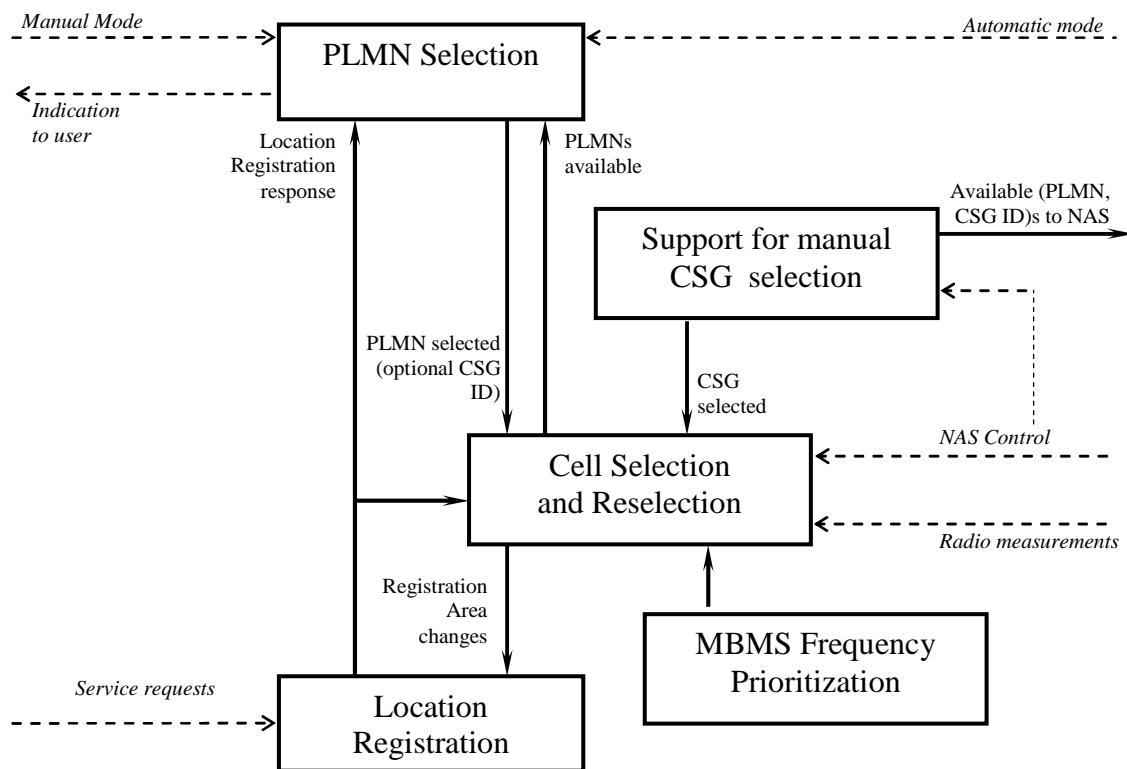 Manual Mode
PLMN Selection
Automatic mode
Indication
to user
Location
Registration
response
PLMNs
available
Available (PLMN,
CSG ID)s to NAS
Support for manual
CSG selection
PLMN selected
(optional CSG
ID)
CSG
selected
NAS Control
Cell Selection
and Reselection
Radio measurements
Registration
Area
changes
MBMS Frequency
Prioritization
Service requests
Location
Registration